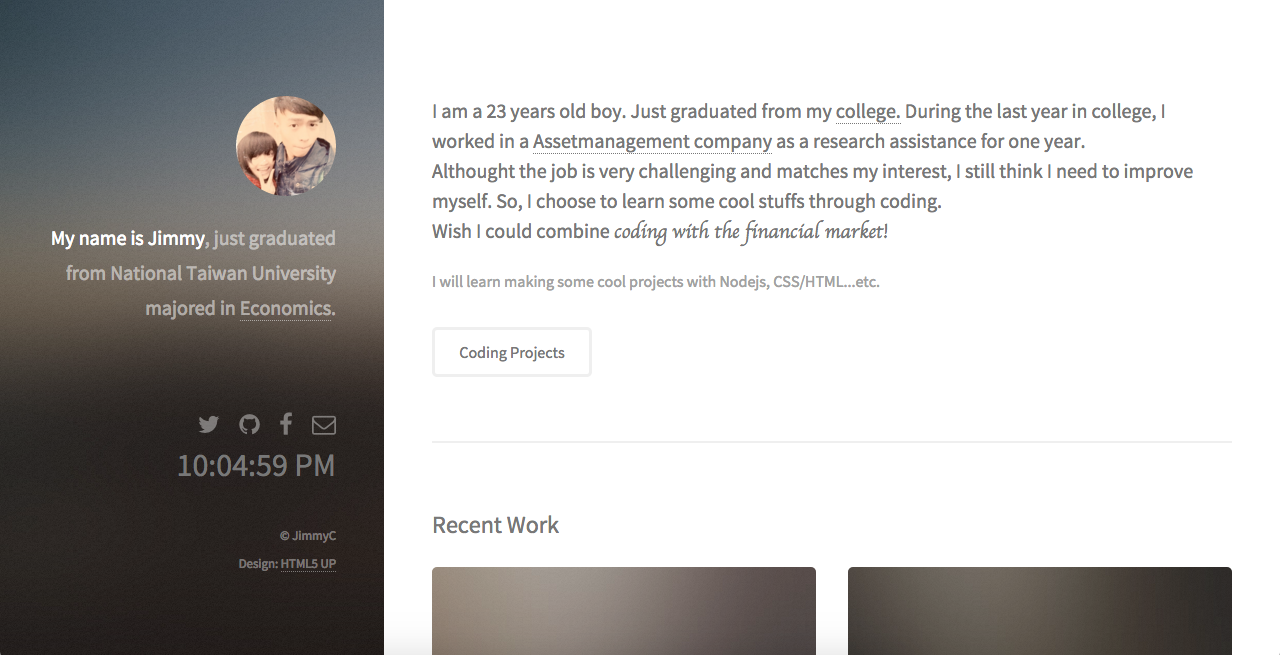 My name is Jimmy, just graduated
from National Taiwan University
majored in Economics.
10:04:59 PM
© JimmyC
Design: HTML5 UP
I am a 23 years old boy. Just graduated from my college. During the last year in college, I
worked in a Assetmanagement company as a research assistance for one year.
Althought the job is very challenging and matches my interest, I still think I need to improve
myself. So, I choose to learn some cool stuffs through coding.
Wish I could combine coding with the financial market!
I will learn making some cool projects with Nodejs, CSS/HTML...etc.
Coding Projects
Recent Work